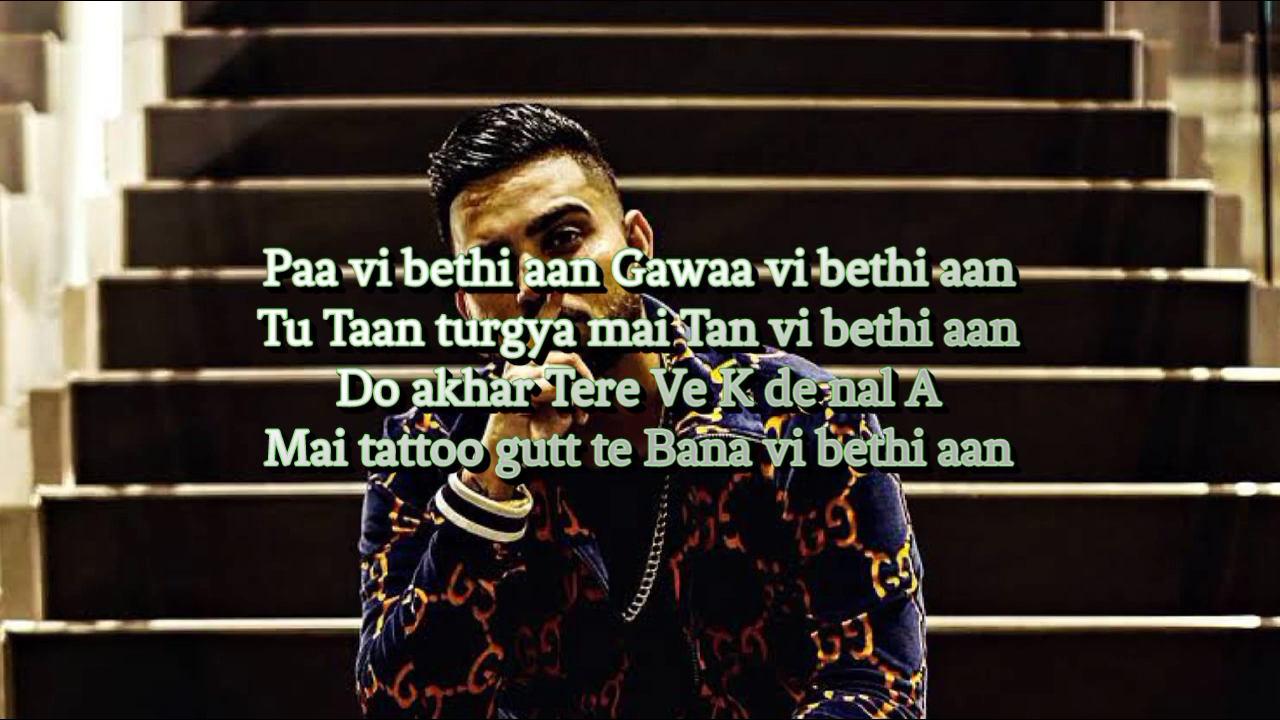 Paa vi bethi aan Gawaa vi bethi aan
Tu Taan turgya mai Tan vi bethi aan
Do akhar Tere Ve K de nal A
Mai tattoo gutt te Bana vi bethi aan